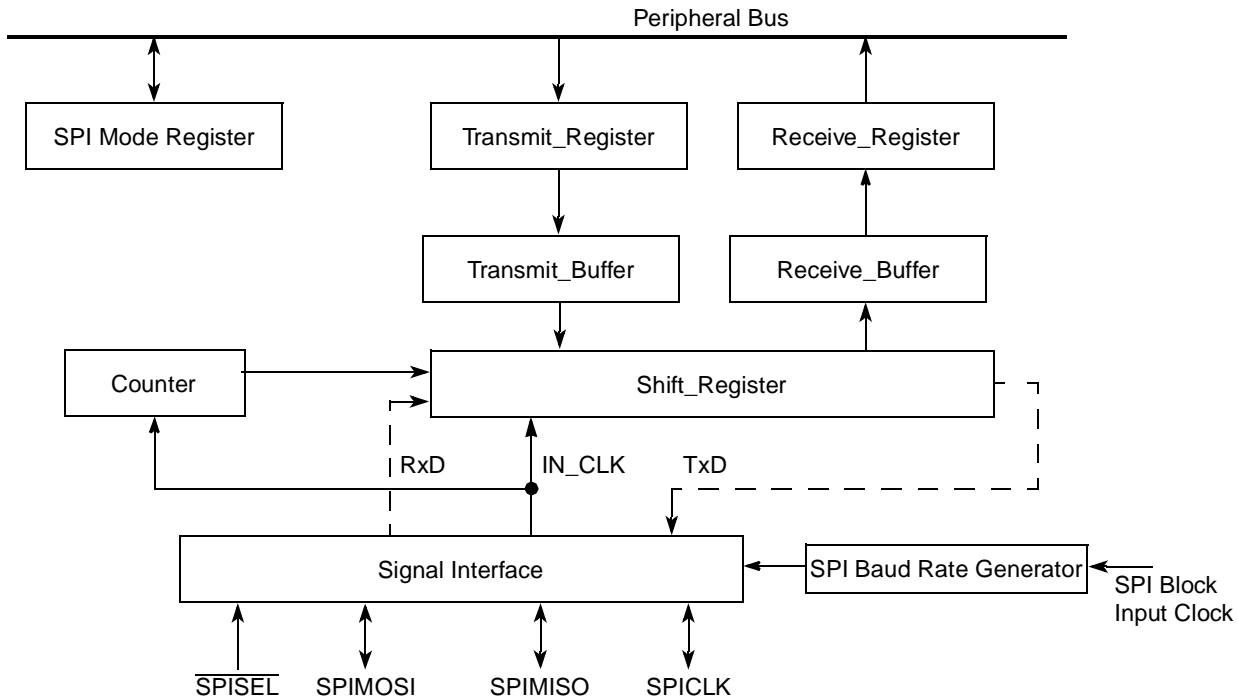 Peripheral Bus
SPI Mode Register
Transmit_Register
Receive_Register
Transmit_Buffer
Receive_Buffer
Counter
Shift_Register
RxD
IN_CLK
TxD
Signal Interface
SPI Baud Rate Generator
SPI Block
Input Clock
SPISEL
SPIMOSI
SPIMISO
SPICLK